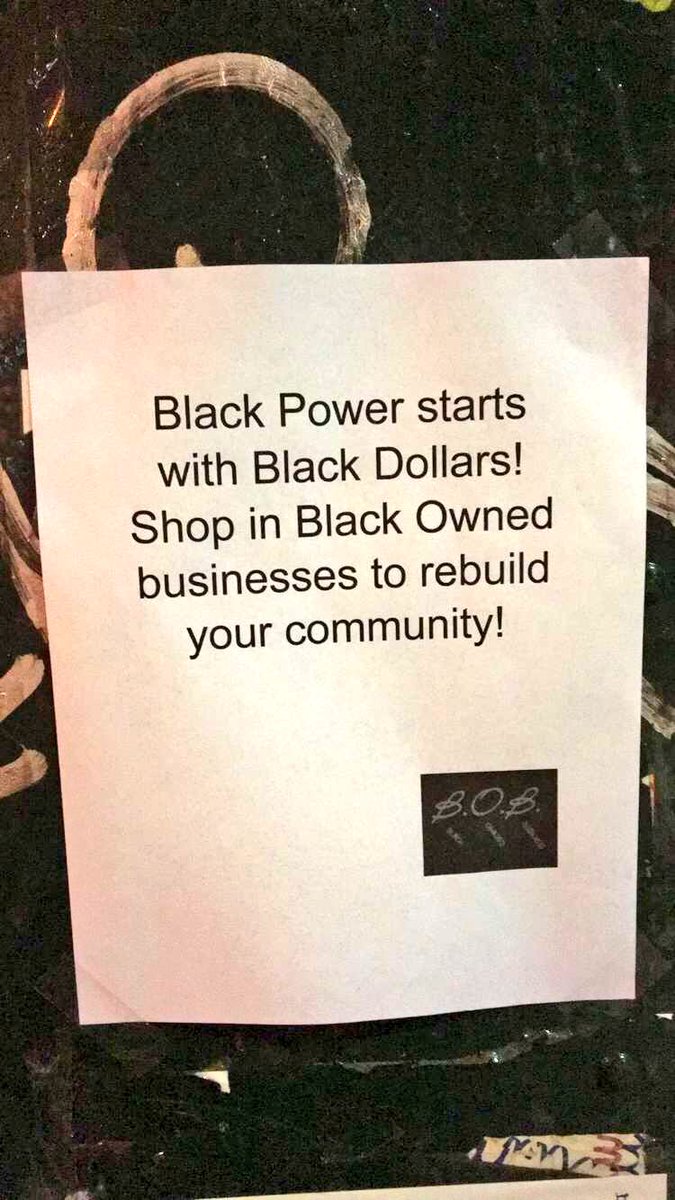 Black Power starts
with Black Dollars!
Shop in Black Owned
businesses to rebuild
your community!
B.O.B.